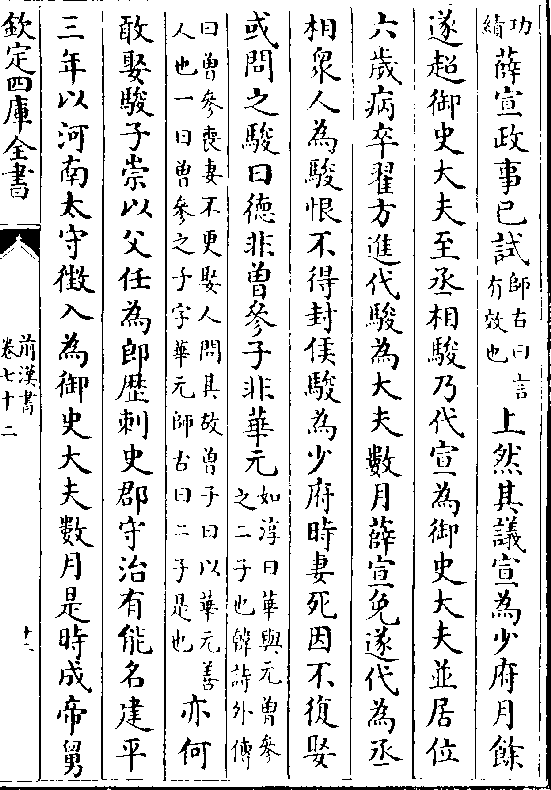 功績薛宣政事已試師古曰言有效也上然其議宣為少府月餘
遂超御史大夫至丞相駿乃代宣為御史大夫並居位
六歲病卒翟方進代駿為大夫數月薛宣免遂代為丞
相衆人為駿恨不得封侯駿為少府時妻死因不復娶
或問之駿曰德非曾參子非華元如淳曰華與元曾參之二子也韓詩外傳
曰曾參喪妻不更娶人問其故曾子曰以華元善人也一曰曾參之子字華元師古曰二子是也亦何
敢娶駿子崇以父任為郎歴刺史郡守治有能名建平
三年以河南太守徴入為御史大夫數月是時成帝舅
欽定四庫全書
前漢書
卷七十二